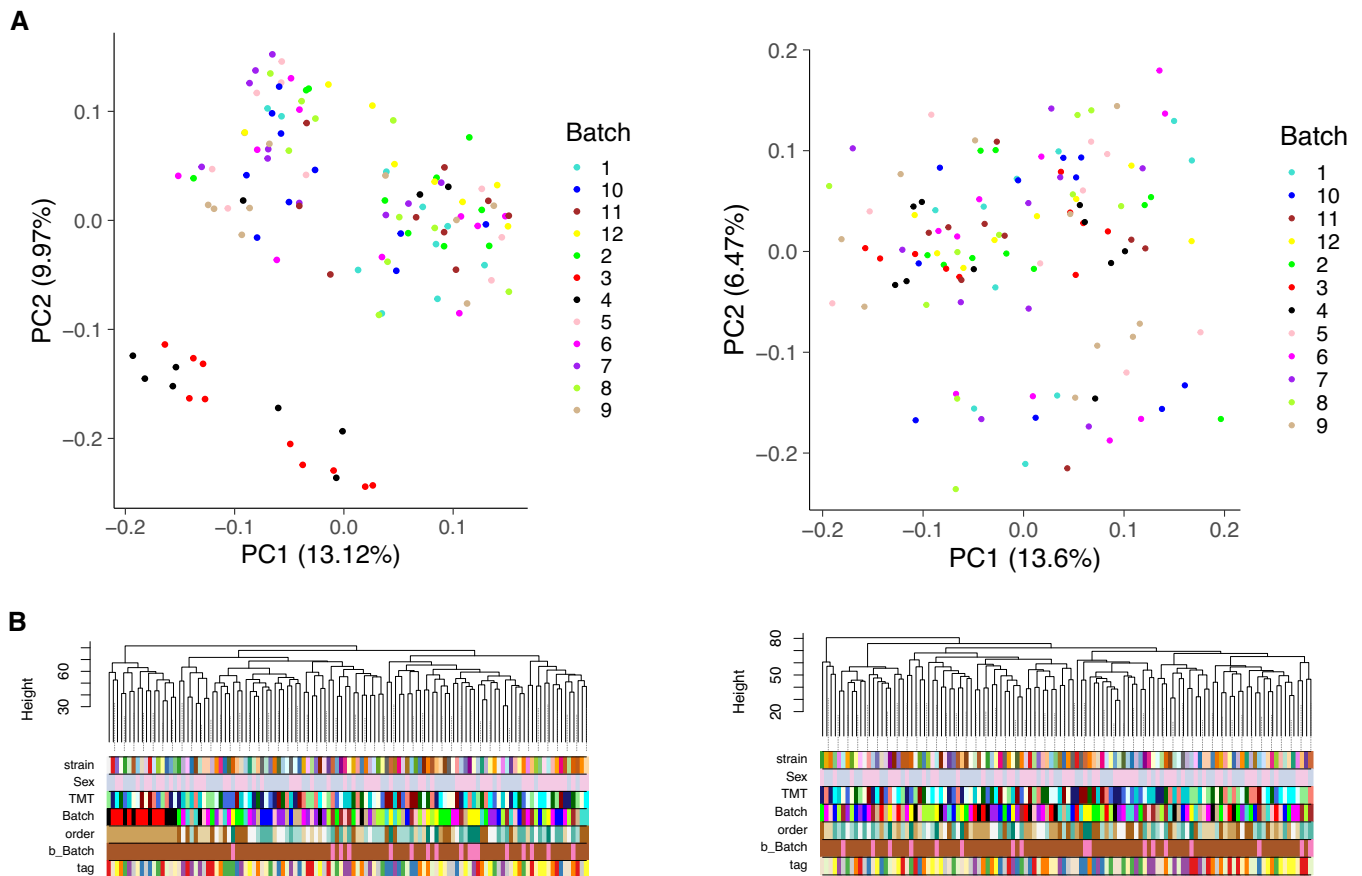 A
PC2 (9.97%)
0.1
0.0
−0.1
−0.2
−0.2
−0.1
0.0
0.1
PC1 (13.12%)
Batch
1
10
11
12
2
3
4
5
6
7
8
9
PC2 (6.47%)
0.2
0.1
0.0
−0.1
−0.2
−0.2
−0.1
0.0
0.1
0.2
PC1 (13.6%)
Batch
1
10
11
12
2
3
4
5
6
7
8
9
B
Height
60
30
strain
Sex
TMT
Batch
order
b_Batch
tag
Height
80
50
20
strain
Sex
TMT
Batch
order
b_Batch
tag